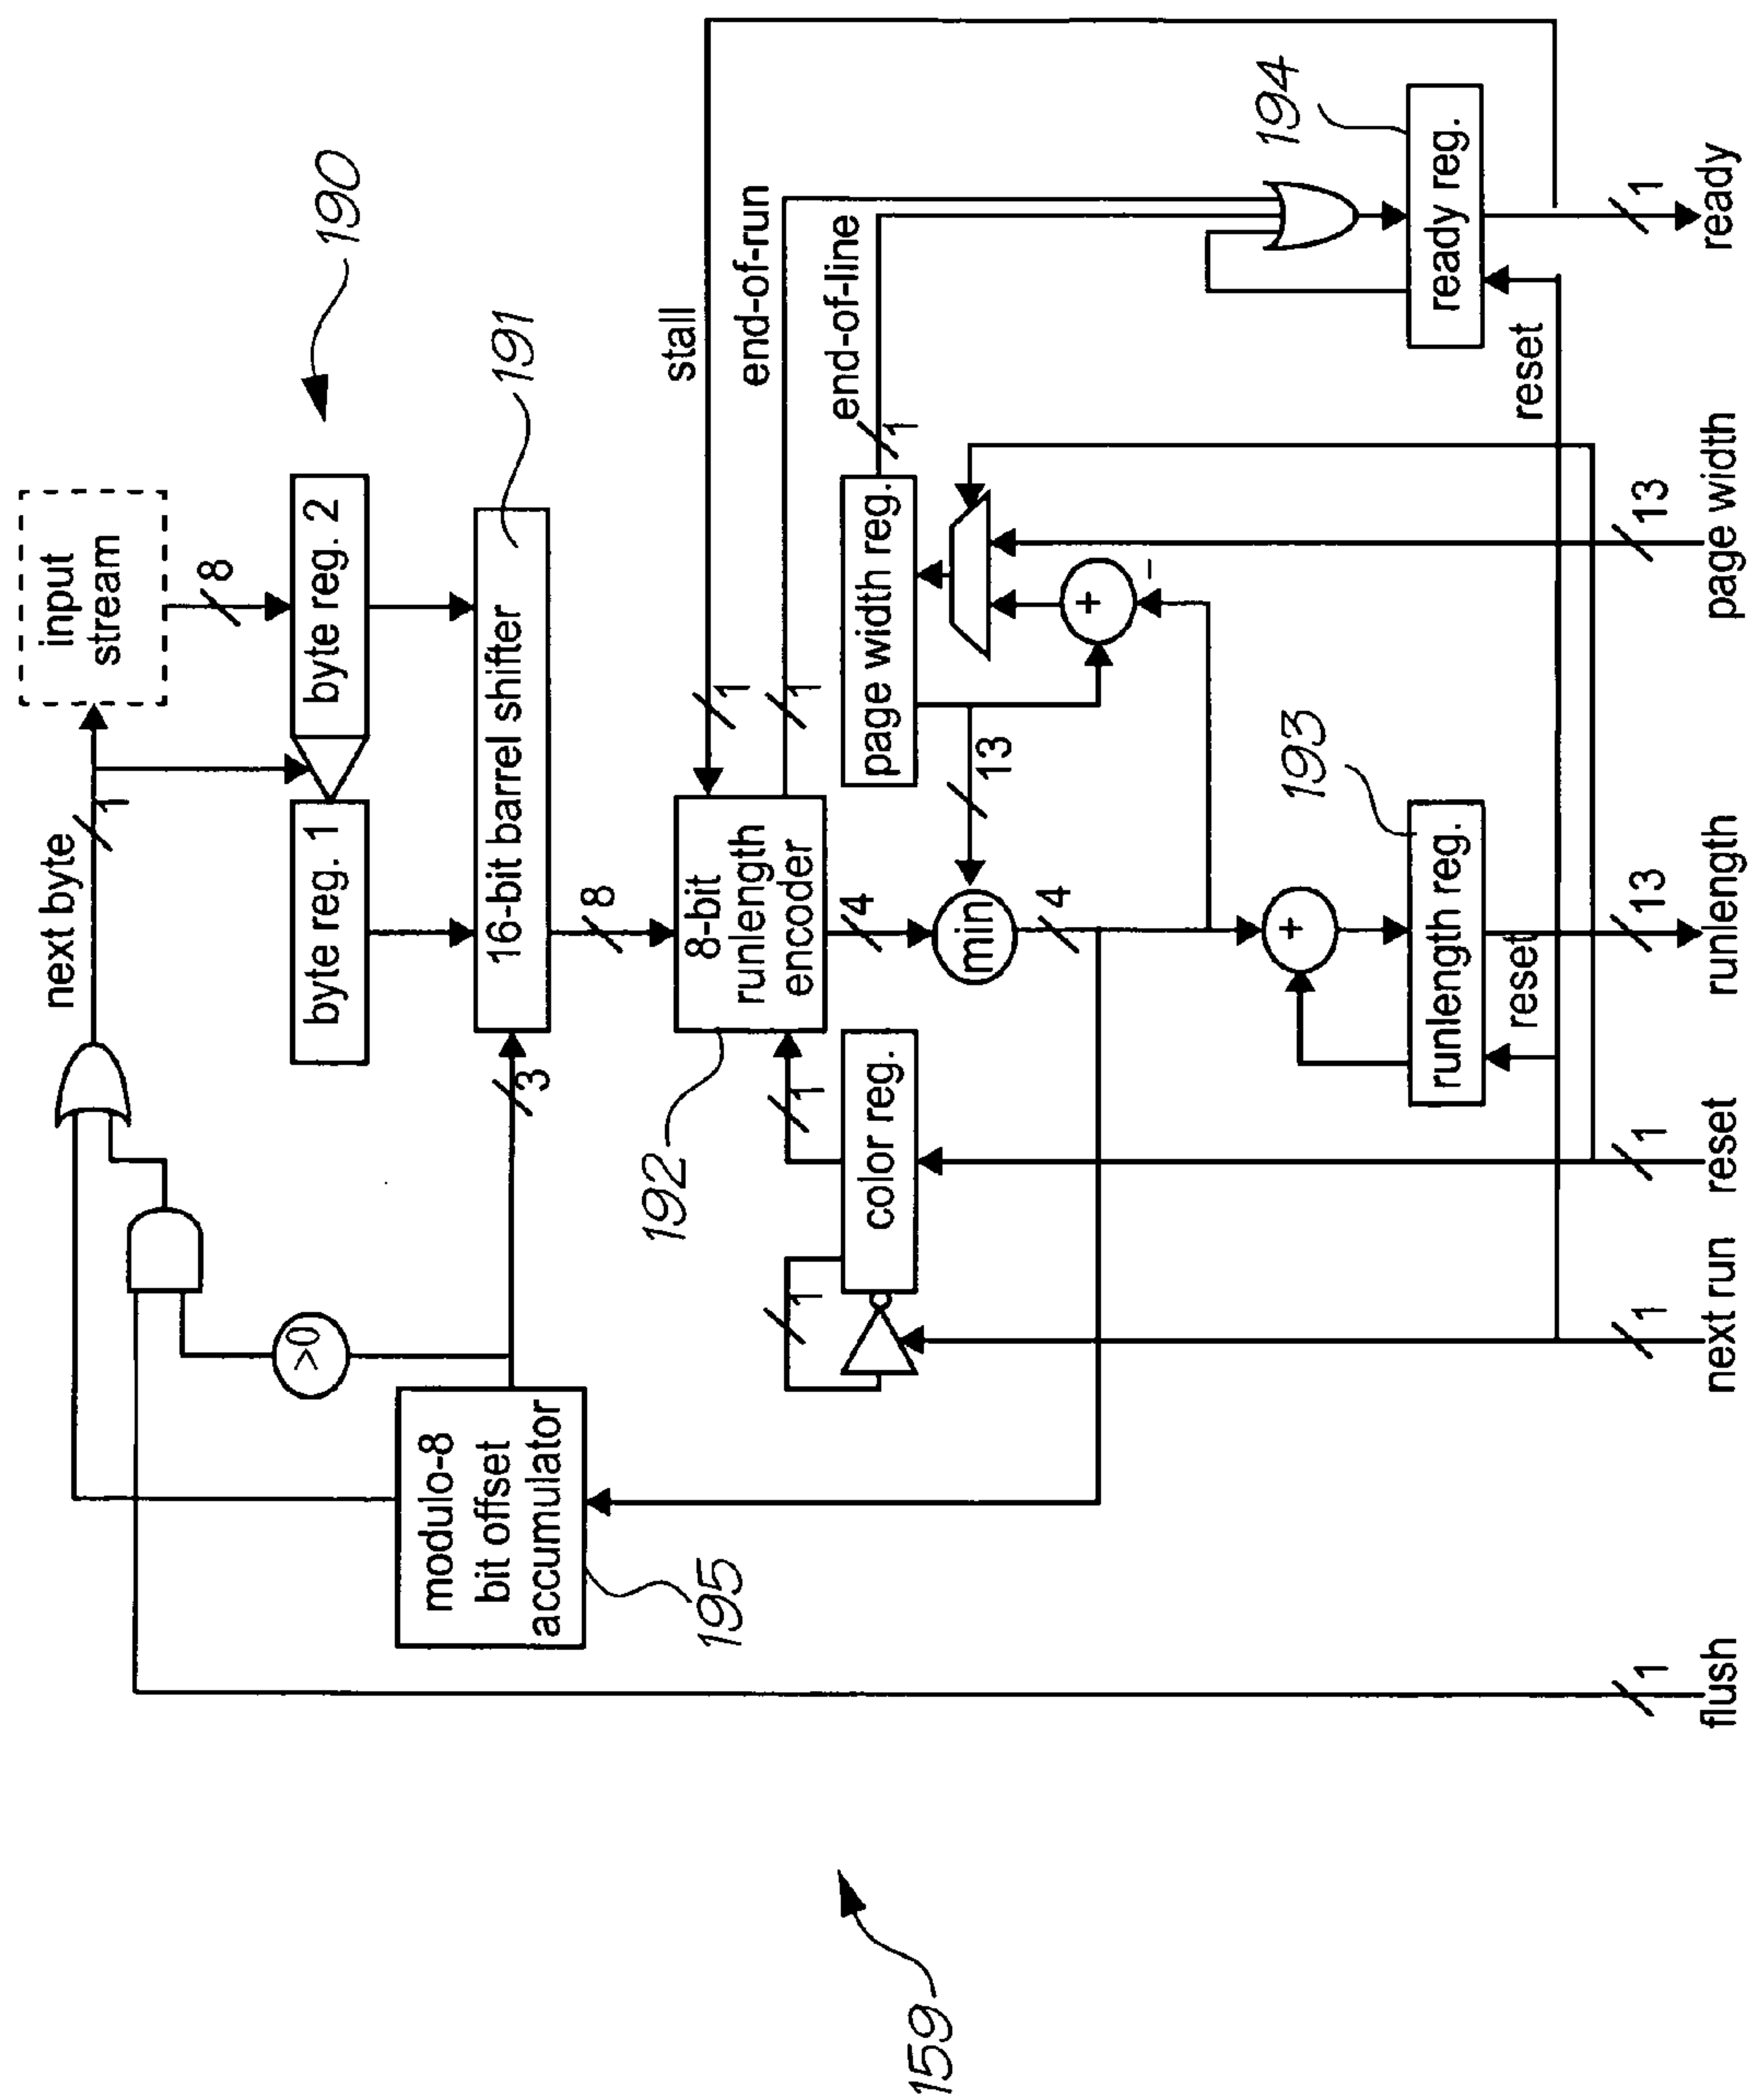 input
stream
190
next byte
1
8
byte reg. 1
byte reg. 2
16-bit barrel shifter
191
>0
3
8
modulo-8
bit offset
accumulator
195
stall
1
end-of-run
1
8-bit
runlength
encoder
192
end-of-line
1
color reg.
1
1
4
min
4
page width reg.
13
+
−
+
runlength reg.
193
reset
ready reg.
194
reset
159
1
flush
1
next run
1
reset
13
runlength
13
page width
1
ready